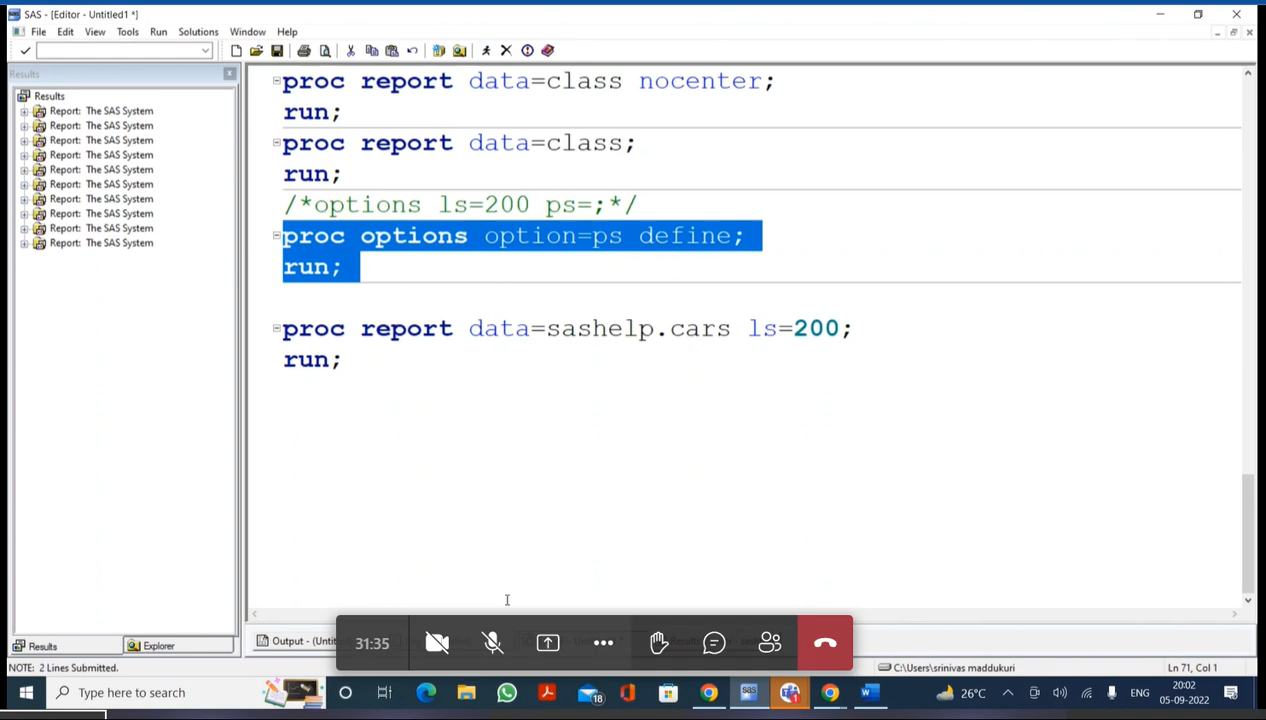 SAS - [Editor - Untitled1 *]
File Edit View Tools Run Solutions Window Help
Results
Results
Report: The SAS System
Report: The SAS System
Report: The SAS System
Report: The SAS System
Report: The SAS System
Report: The SAS System
Report: The SAS System
Report: The SAS System
Report: The SAS System
Report: The SAS System
proc report data=class nocenter;
run;
proc report data=class;
run;
/*options ls=200 ps=;*/
proc options option=ps define;
run;
proc report data=sashelp.cars ls=200;
run;
Results Explorer
Output - (Unti
31:35
NOTE: 2 Lines Submitted.
C:\Users\srinivas maddukuri
Ln 71, Col 1
Type here to search
18
sas
1
26°C
ENG
20:02
05-09-2022